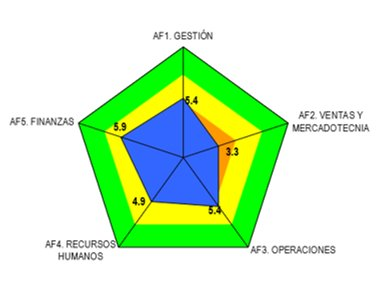 AF1. GESTIÓN
5.4
AF5. FINANZAS
5.9
AF2. VENTAS Y
MERCADOTECNIA
3.3
4.9
5.4
AF4. RECURSOS
HUMANOS
AF3. OPERACIONES